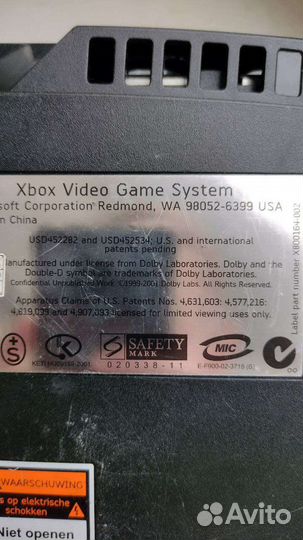 Xbox Video Game System
soft Corporation Redmond, WA 98052-6399 USA
n China
USD452282 and USD452534; U.S. and international
patents pending
anufactured under license from Dolby Laboratories. Dolby and the
Double-D symbol are trademarks of Dolby Laboratories.
Confidential Unpublished Work. (c)1999-2001 Dolby Labs. All Rights Reserved.
Apparatus Claims of U.S. Patent Nos. 4,631,603; 4,577,216;
4,819,098 and 4,907,093 licensed for limited viewing uses only.
Label part number X800164-002
+S
K
SAFETY
MARK
020338-11
MIC
E-F900-02-3718 (B)
N
WAARSCHUWING
op elektrische
schokken
Niet openen
Avito